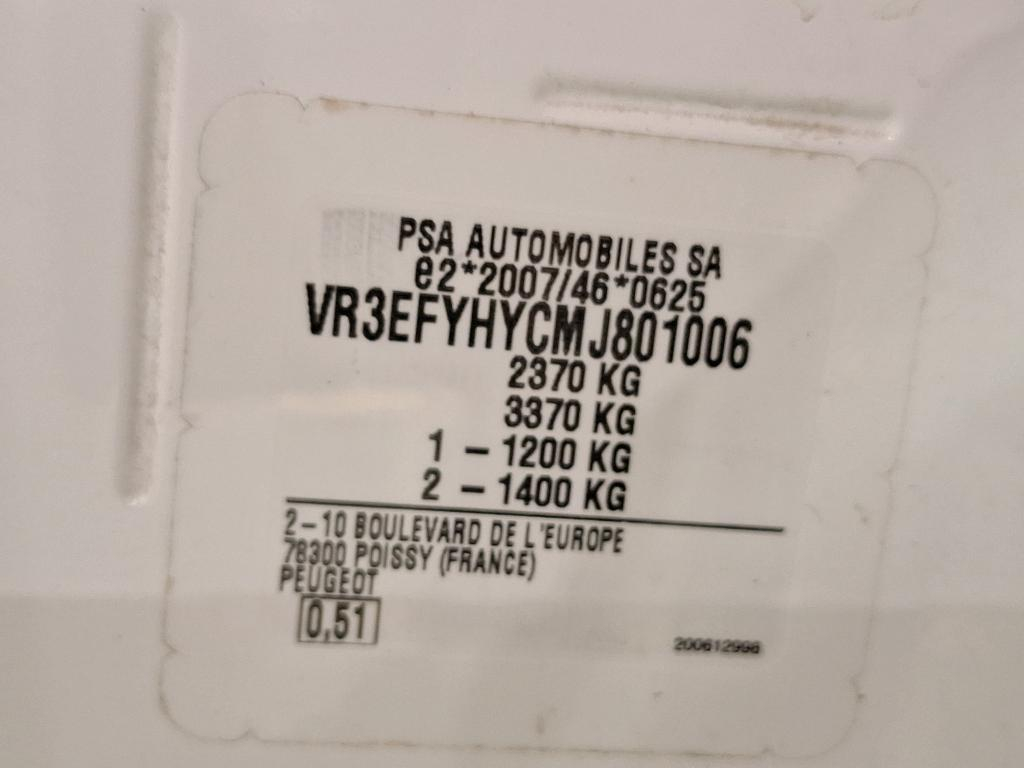 PSA AUTOMOBILES SA
e2*2007/46*0625
VR3EFYHYCMJ801006
2370 KG
3370 KG
1 - 1200 KG
2 - 1400 KG
2-10 BOULEVARD DE L'EUROPE
78300 POISSY (FRANCE)
PEUGEOT
0,51
200612998